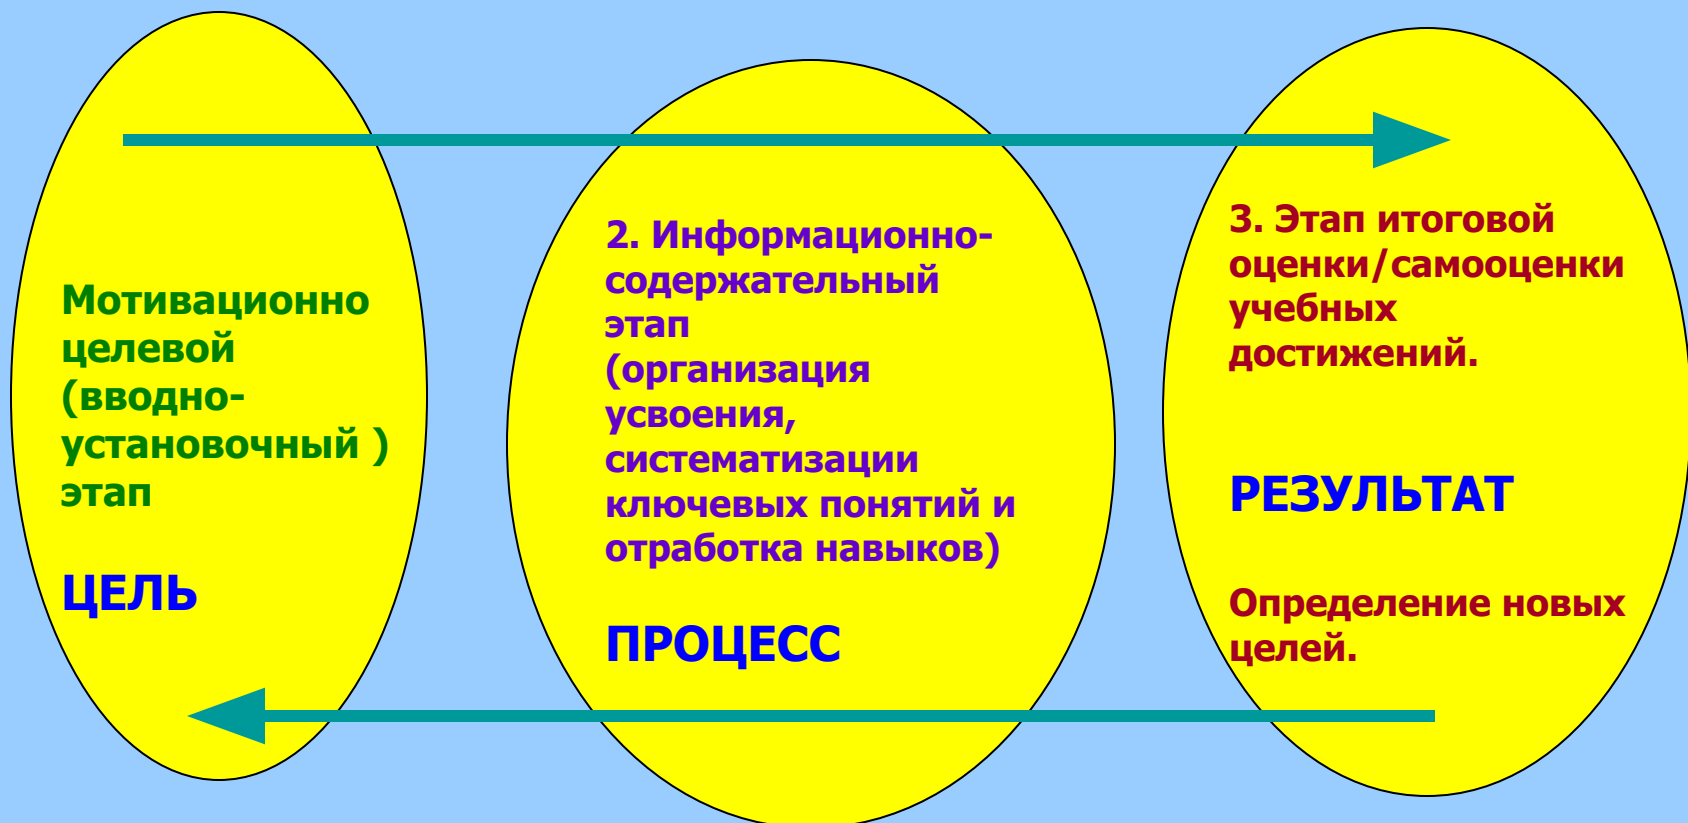 Мотивационно
целевой
(вводно-
установочный )
этап
ЦЕЛЬ
2. Информационно-
содержательный
этап
(организация
усвоения,
систематизации
ключевых понятий и
отработка навыков)
ПРОЦЕСС
3. Этап итоговой
оценки/самооценки
учебных
достижений.
РЕЗУЛЬТАТ
Определение новых
целей.